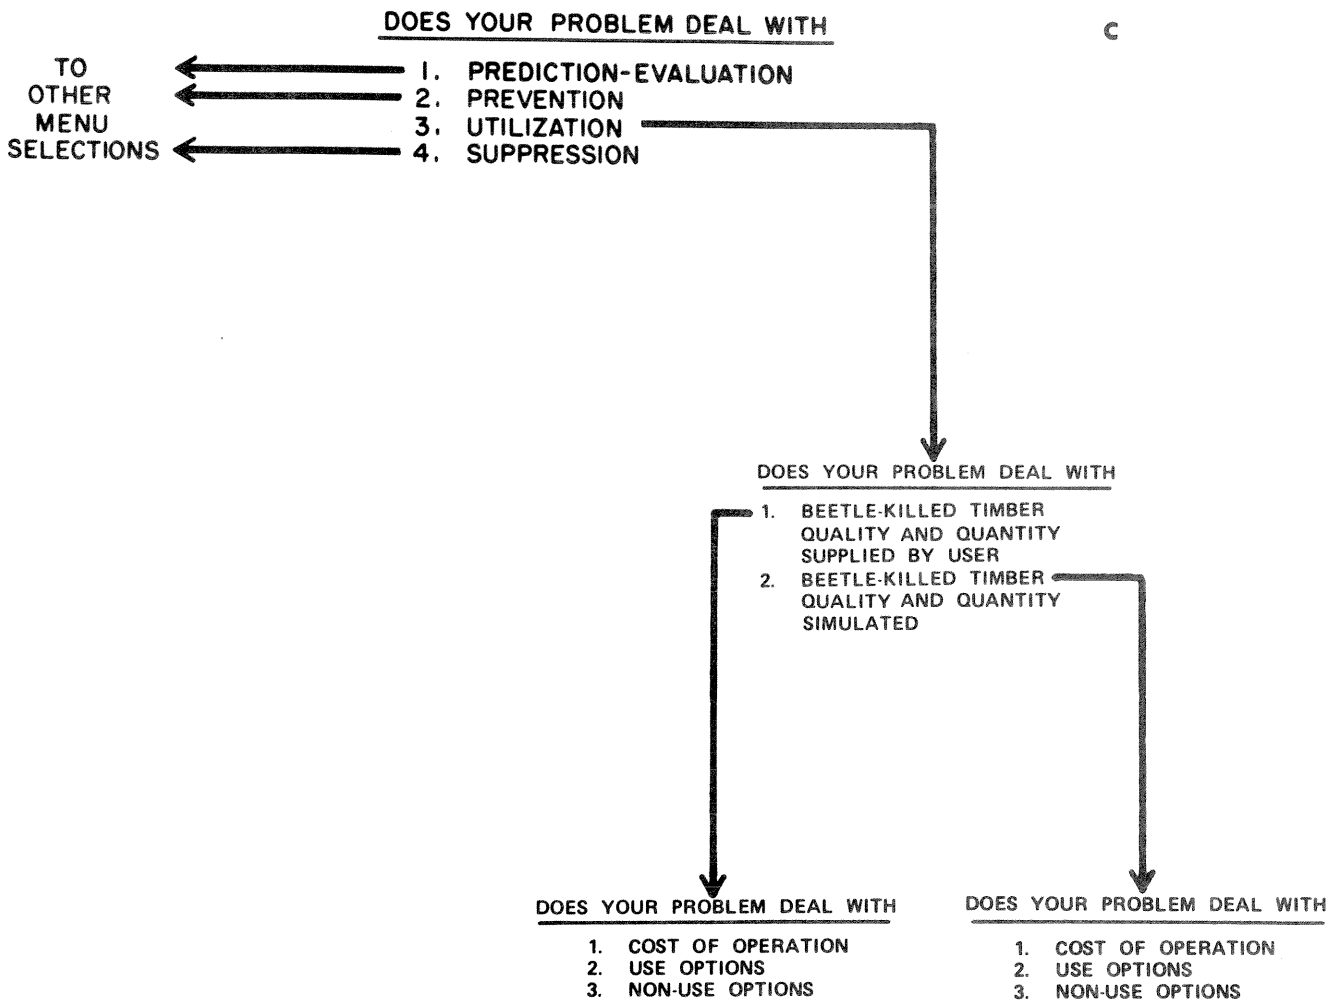 DOES YOUR PROBLEM DEAL WITH
C
TO
OTHER
MENU
SELECTIONS
1. PREDICTION-EVALUATION
2. PREVENTION
3. UTILIZATION
4. SUPPRESSION
DOES YOUR PROBLEM DEAL WITH
1. BEETLE-KILLED TIMBER
QUALITY AND QUANTITY
SUPPLIED BY USER
2. BEETLE-KILLED TIMBER
QUALITY AND QUANTITY
SIMULATED
DOES YOUR PROBLEM DEAL WITH
1. COST OF OPERATION
2. USE OPTIONS
3. NON-USE OPTIONS
DOES YOUR PROBLEM DEAL WITH
1. COST OF OPERATION
2. USE OPTIONS
3. NON-USE OPTIONS